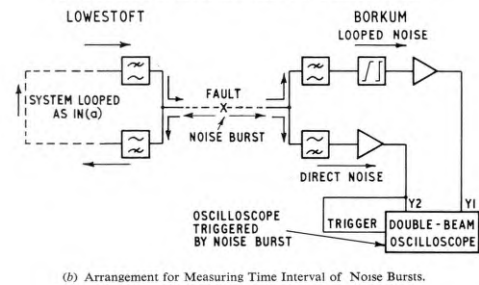 LOWESTOFT
BORKUM
LOOPED NOISE
FAULT
X
SYSTEM LOOPED
AS IN(a)
NOISE BURST
DIRECT NOISE
Y2
Y1
TRIGGER
OSCILLOSCOPE
TRIGGERED
BY NOISE BURST
DOUBLE-BEAM
OSCILLOSCOPE
(b) Arrangement for Measuring Time Interval of Noise Bursts.